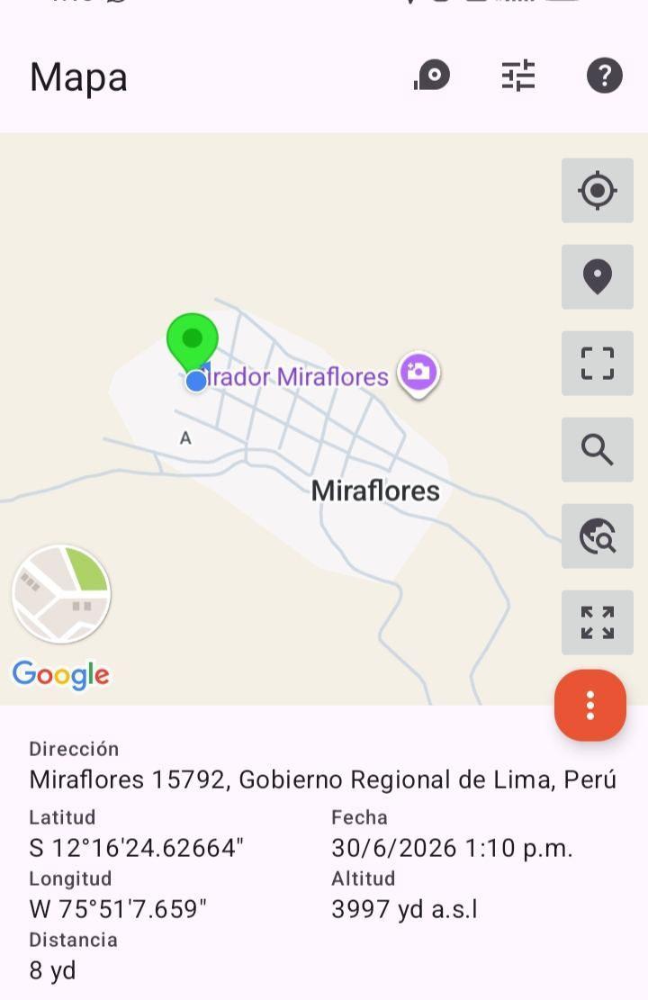 Mapa
irador Miraflores
A
Miraflores
Google
Dirección
Miraflores 15792, Gobierno Regional de Lima, Perú
Latitud
Fecha
S 12°16'24.62664"
30/6/2026 1:10 p.m.
Longitud
Altitud
W 75°51'7.659"
3997 yd a.s.l
Distancia
8 yd